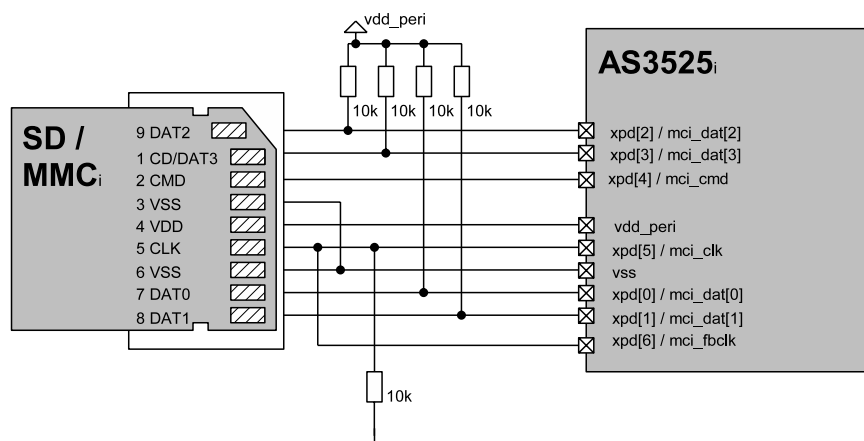 vdd_peri
AS3525i
10k 10k 10k 10k
SD /
MMCi
9 DAT2
1 CD/DAT3
2 CMD
3 VSS
4 VDD
5 CLK
6 VSS
7 DAT0
8 DAT1
xpd[2] / mci_dat[2]
xpd[3] / mci_dat[3]
xpd[4] / mci_cmd
vdd_peri
xpd[5] / mci_clk
vss
xpd[0] / mci_dat[0]
xpd[1] / mci_dat[1]
xpd[6] / mci_fbclk
10k